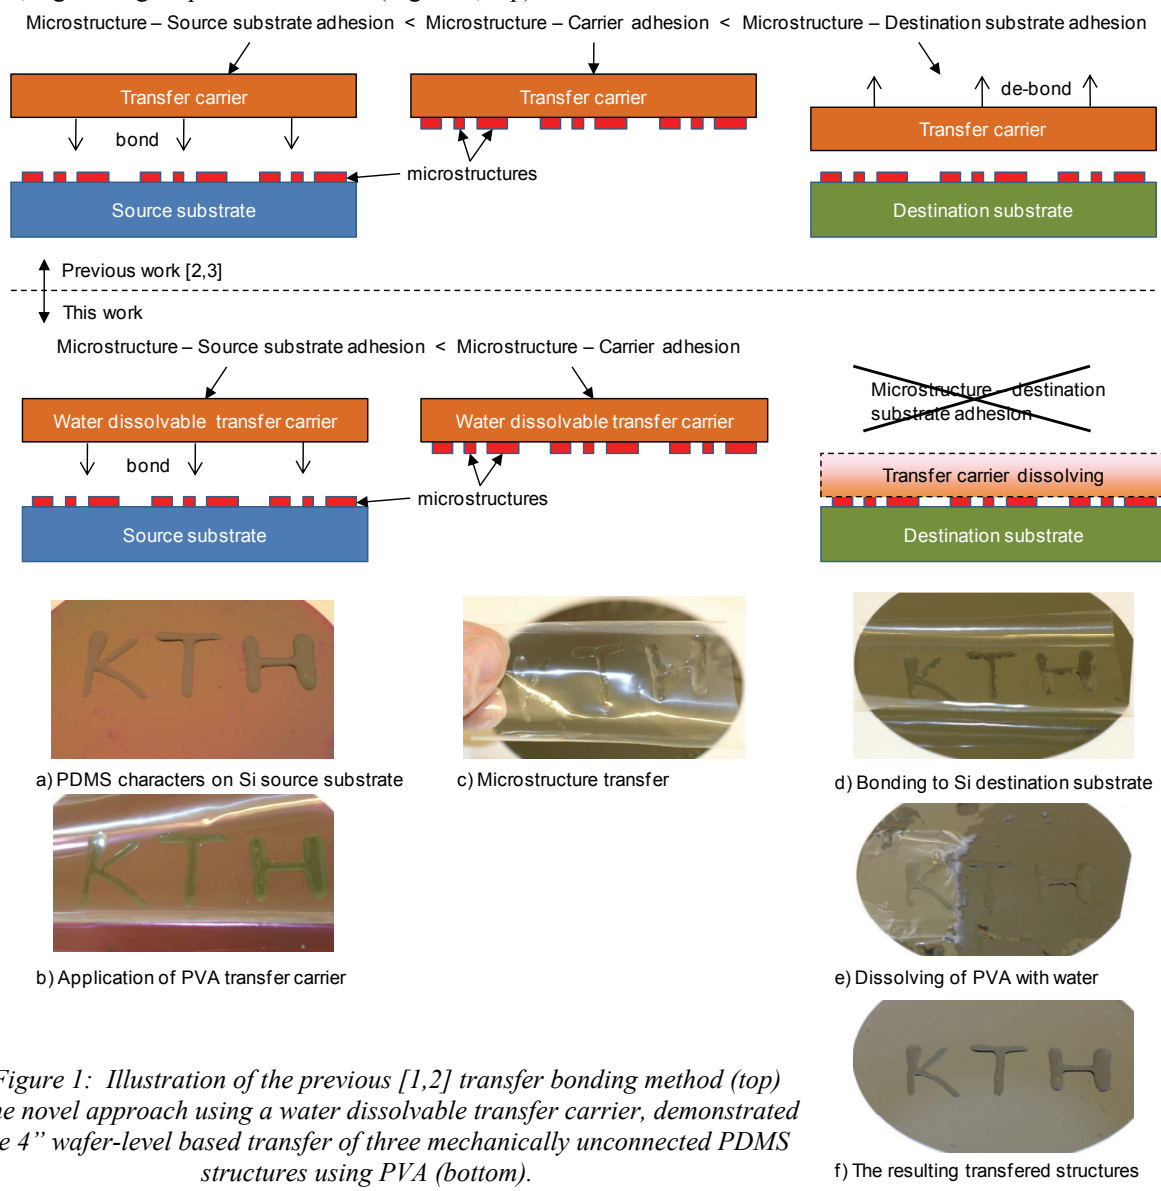 Microstructure – Source substrate adhesion < Microstructure – Carrier adhesion < Microstructure – Destination substrate adhesion
Transfer carrier
Transfer carrier
de-bond
Transfer carrier
bond
microstructures
Source substrate
Destination substrate
Previous work [2,3]
This work
Microstructure – Source substrate adhesion < Microstructure – Carrier adhesion
Microstructure – destination
substrate adhesion
Water dissolvable transfer carrier
Water dissolvable transfer carrier
bond
Transfer carrier dissolving
microstructures
Source substrate
Destination substrate
K T H
K T H
K T H
a) PDMS characters on Si source substrate
c) Microstructure transfer
d) Bonding to Si destination substrate
K T H
K T H
b) Application of PVA transfer carrier
e) Dissolving of PVA with water
K T H
f) The resulting transfered structures
Figure 1: Illustration of the previous [1,2] transfer bonding method (top)
novel approach using a water dissolvable transfer carrier, demonstrated
4” wafer-level based transfer of three mechanically unconnected PDMS
structures using PVA (bottom).